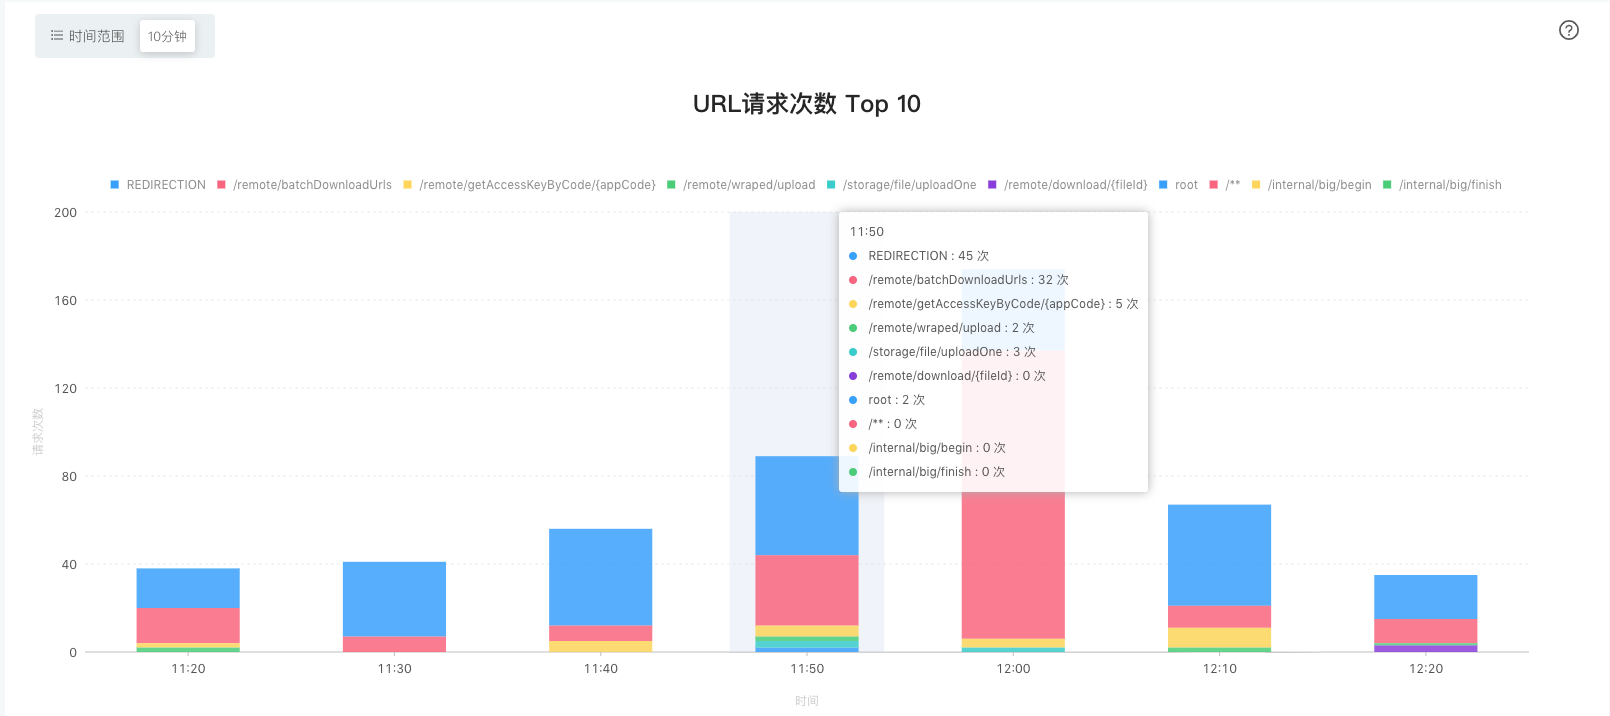 时间范围 10分钟
URL请求次数 Top 10
REDIRECTION /remote/batchDownloadUrls /remote/getAccessKeyByCode/{appCode} /remote/wraped/upload /storage/file/uploadOne /remote/download/{fileId} root /** /internal/big/begin /internal/big/finish
200
160
120
80
40
0
请求次数
11:50
REDIRECTION : 45 次
/remote/batchDownloadUrls : 32 次
/remote/getAccessKeyByCode/{appCode} : 5 次
/remote/wraped/upload : 2 次
/storage/file/uploadOne : 3 次
/remote/download/{fileId} : 0 次
root : 2 次
/** : 0 次
/internal/big/begin : 0 次
/internal/big/finish : 0 次
11:20 11:30 11:40 11:50 12:00 12:10 12:20
时间